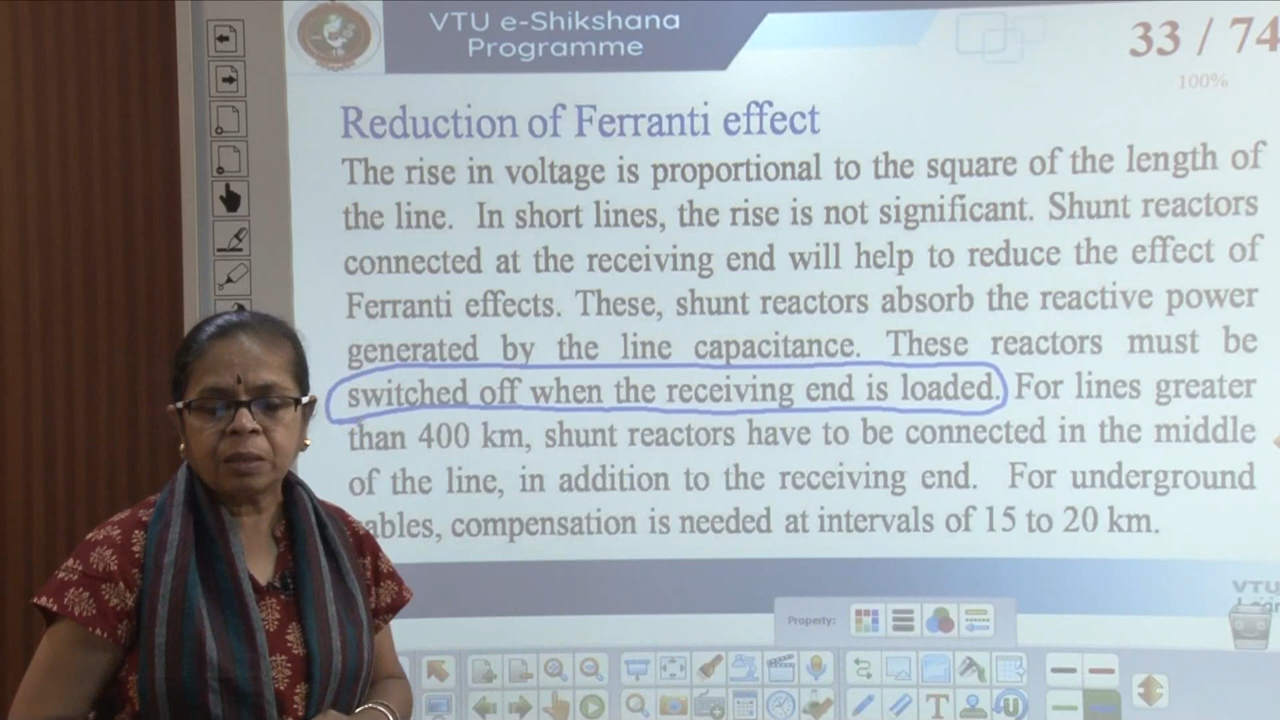 VTU e-Shikshana
Programme
33 / 74
100%
Reduction of Ferranti effect
The rise in voltage is proportional to the square of the length of
the line. In short lines, the rise is not significant. Shunt reactors
connected at the receiving end will help to reduce the effect of
Ferranti effects. These, shunt reactors absorb the reactive power
generated by the line capacitance. These reactors must be
switched off when the receiving end is loaded. For lines greater
than 400 km, shunt reactors have to be connected in the middle
of the line, in addition to the receiving end. For underground
ables, compensation is needed at intervals of 15 to 20 km.
VTU
Property: